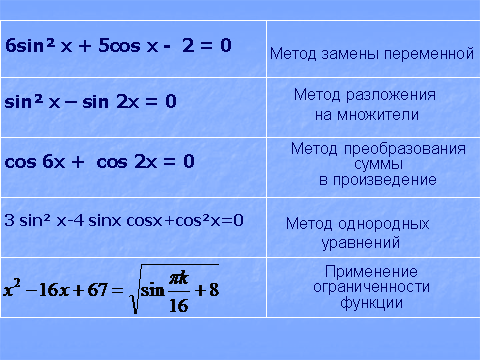 6sin² x + 5cos x - 2 = 0
Метод замены переменной
sin² x – sin 2x = 0
Метод разложения
на множители
cos 6x + cos 2x = 0
Метод преобразования
суммы
в произведение
3 sin² x-4 sinx cosx+cos²x=0
Метод однородных
уравнений
x² −16x + 67 = √(sin πk/16 + 8)
Применение
ограниченности
функции